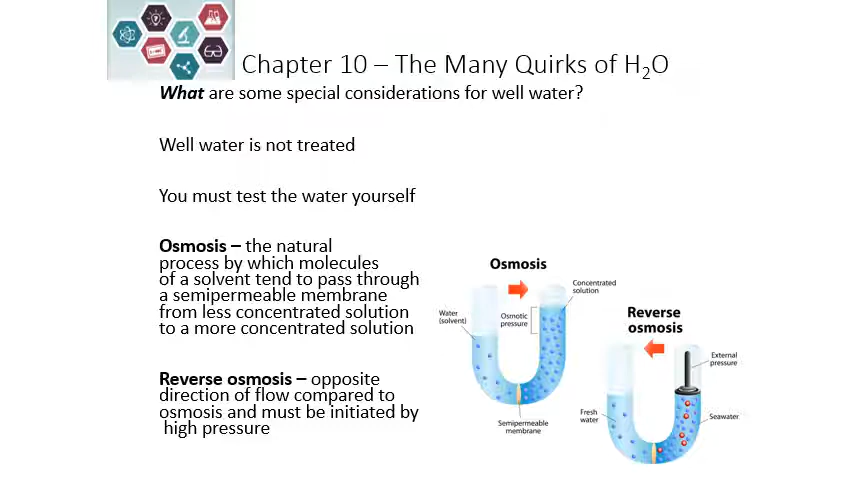 Chapter 10 – The Many Quirks of H₂O
What are some special considerations for well water?
Well water is not treated
You must test the water yourself
Osmosis – the natural
process by which molecules
of a solvent tend to pass through
a semipermeable membrane
from less concentrated solution
to a more concentrated solution
Reverse osmosis – opposite
direction of flow compared to
osmosis and must be initiated by
high pressure
Osmosis
Concentrated
solution
Water
(solvent)
Osmotic
pressure
Semipermeable
membrane
Reverse
osmosis
External
pressure
Fresh
water
Seawater